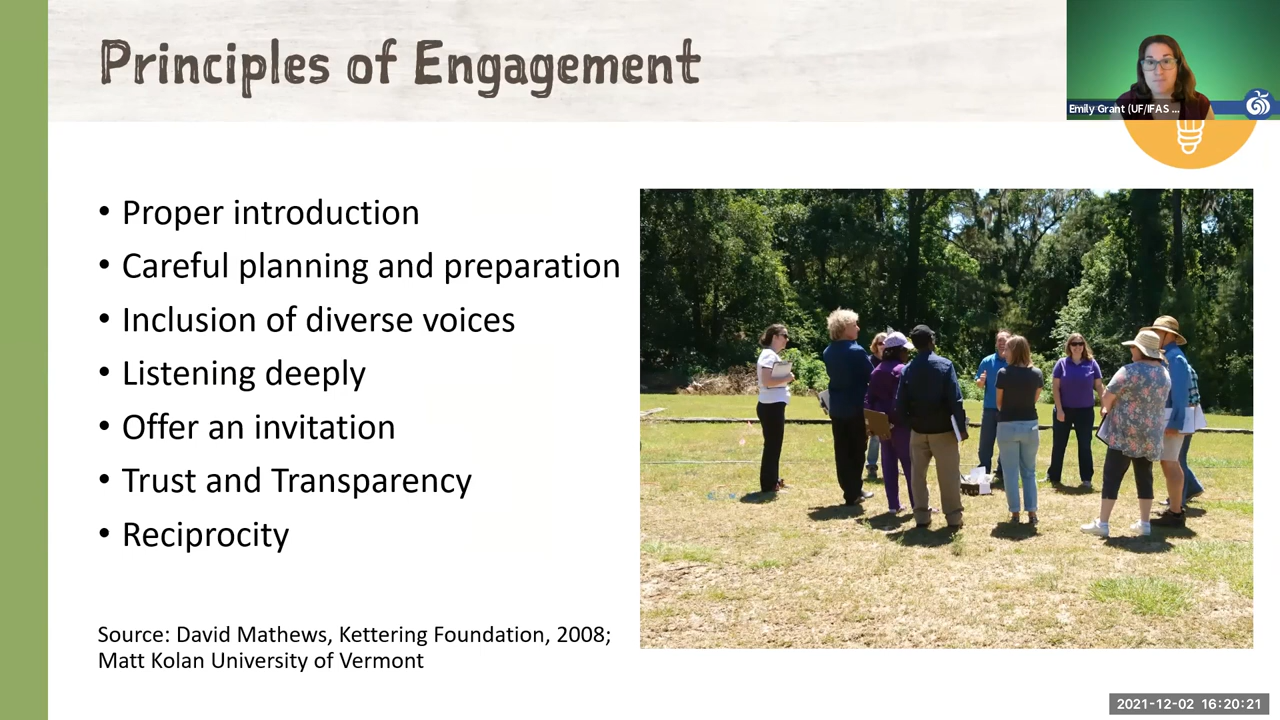 Principles of Engagement
Emily Grant (UF/IFAS ...
• Proper introduction
• Careful planning and preparation
• Inclusion of diverse voices
• Listening deeply
• Offer an invitation
• Trust and Transparency
• Reciprocity
Source: David Mathews, Kettering Foundation, 2008;
Matt Kolan University of Vermont
2021-12-02 16:20:21